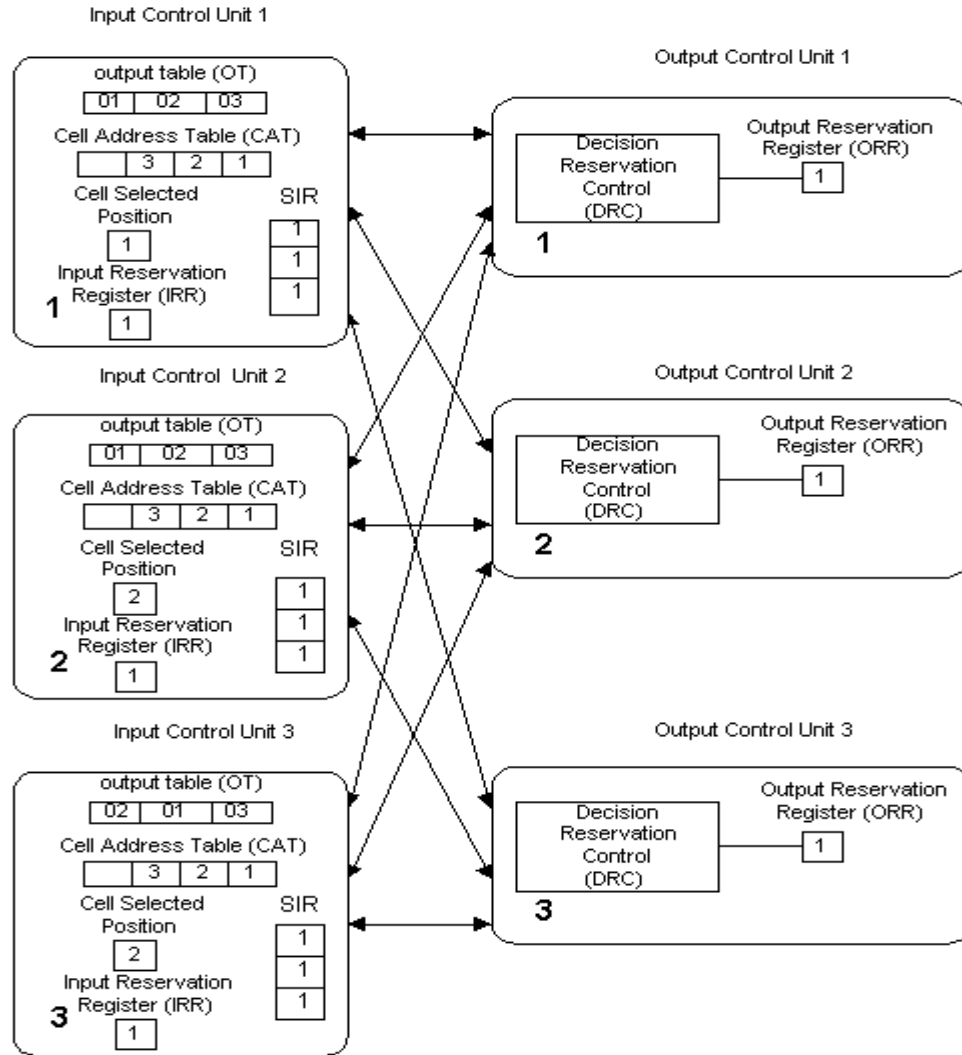 Input Control Unit 1
output table (OT)
01 02 03
Cell Address Table (CAT)
3 2 1
Cell Selected
Position
1
SIR
1
1
1
Input Reservation
Register (IRR)
1
1
Input Control Unit 2
output table (OT)
01 02 03
Cell Address Table (CAT)
3 2 1
Cell Selected
Position
2
SIR
1
1
1
Input Reservation
Register (IRR)
2
1
Input Control Unit 3
output table (OT)
02 01 03
Cell Address Table (CAT)
3 2 1
Cell Selected
Position
2
SIR
1
1
1
Input Reservation
Register (IRR)
3
1
Output Control Unit 1
Decision
Reservation
Control
(DRC)
1
Output Reservation
Register (ORR)
1
Output Control Unit 2
Decision
Reservation
Control
(DRC)
2
Output Reservation
Register (ORR)
1
Output Control Unit 3
Decision
Reservation
Control
(DRC)
3
Output Reservation
Register (ORR)
1